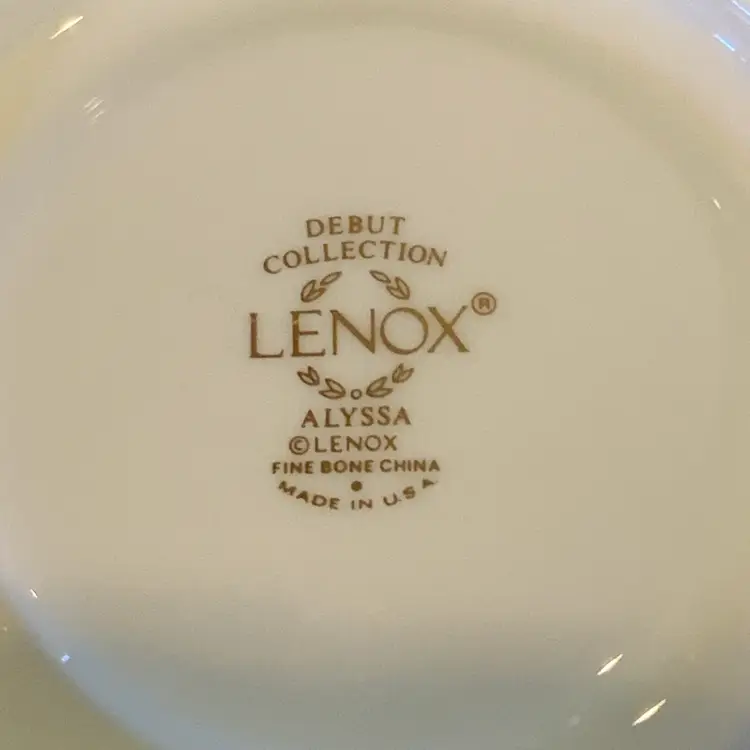 DEBUT
COLLECTION
LENOX®
ALYSSA
©LENOX
FINE BONE CHINA
MADE IN U.S.A.